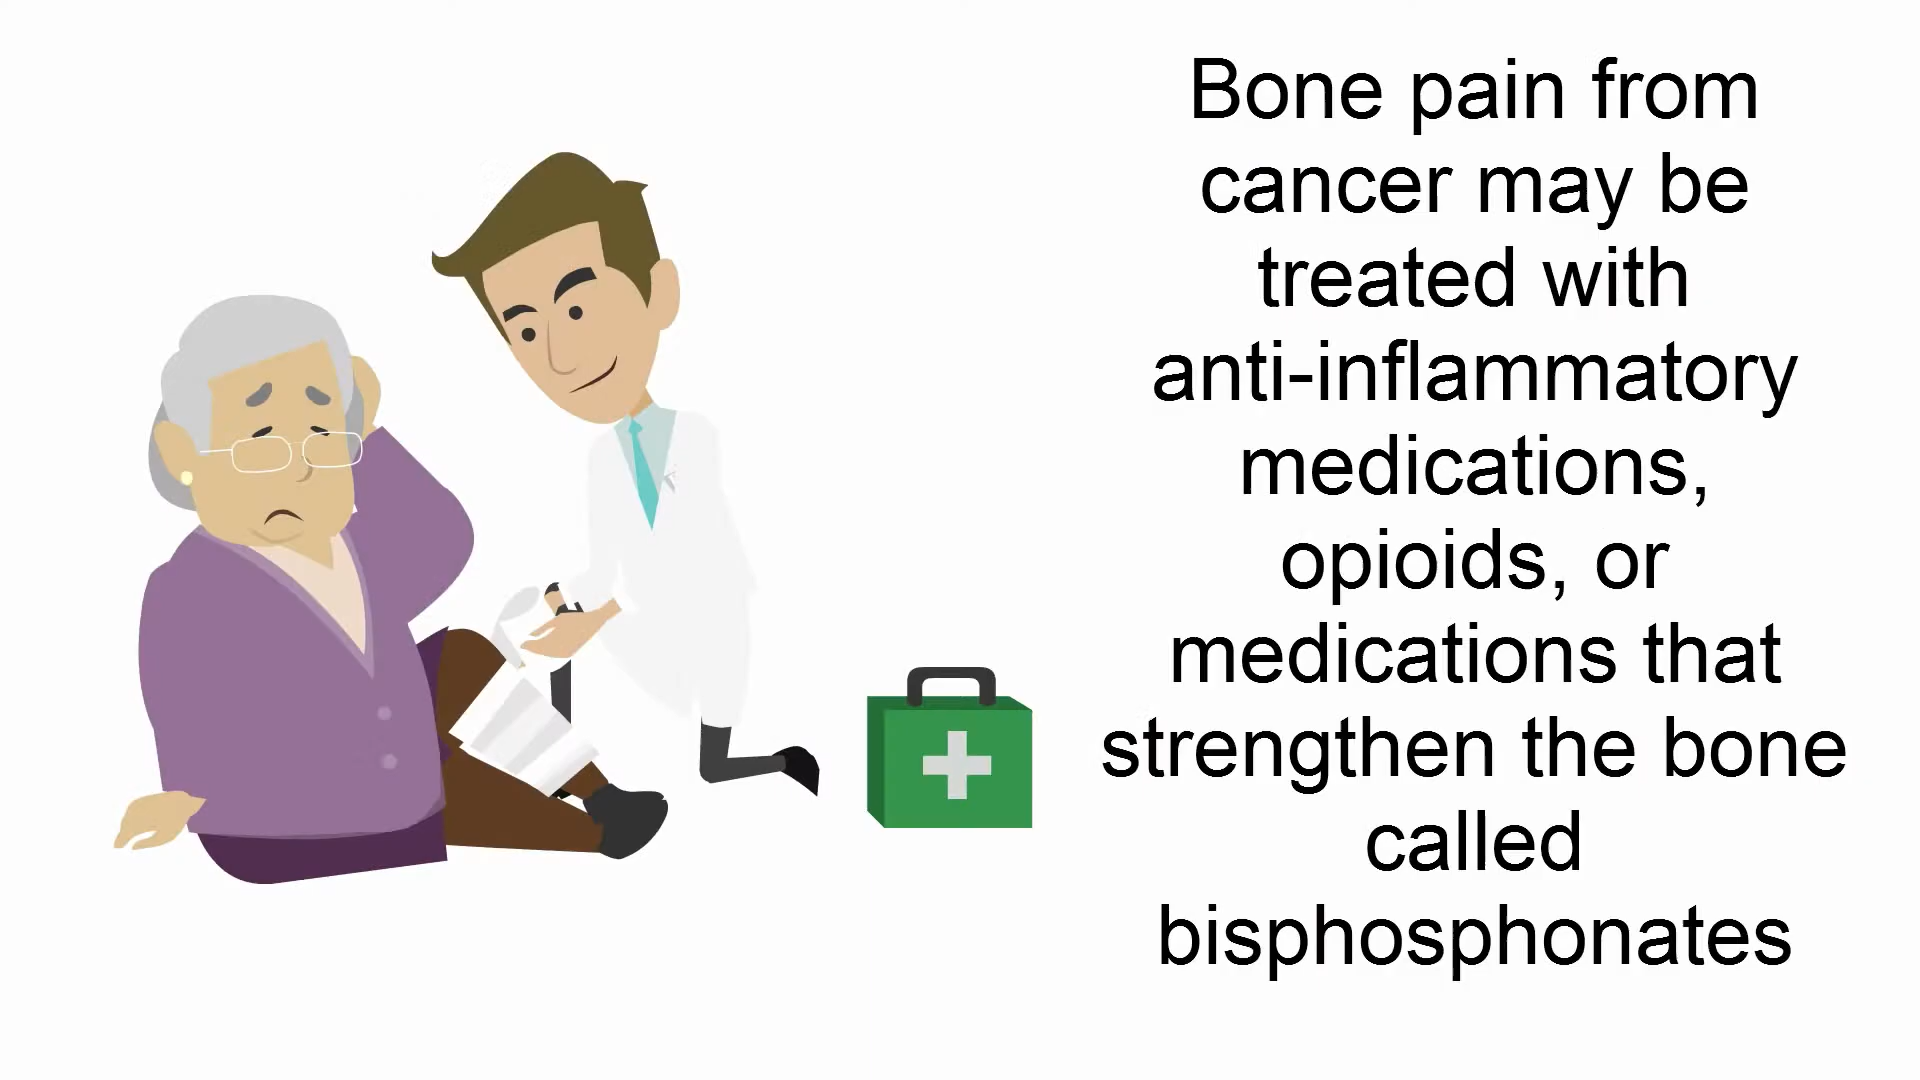 Bone pain from
cancer may be
treated with
anti-inflammatory
medications,
opioids, or
medications that
strengthen the bone
called
bisphosphonates